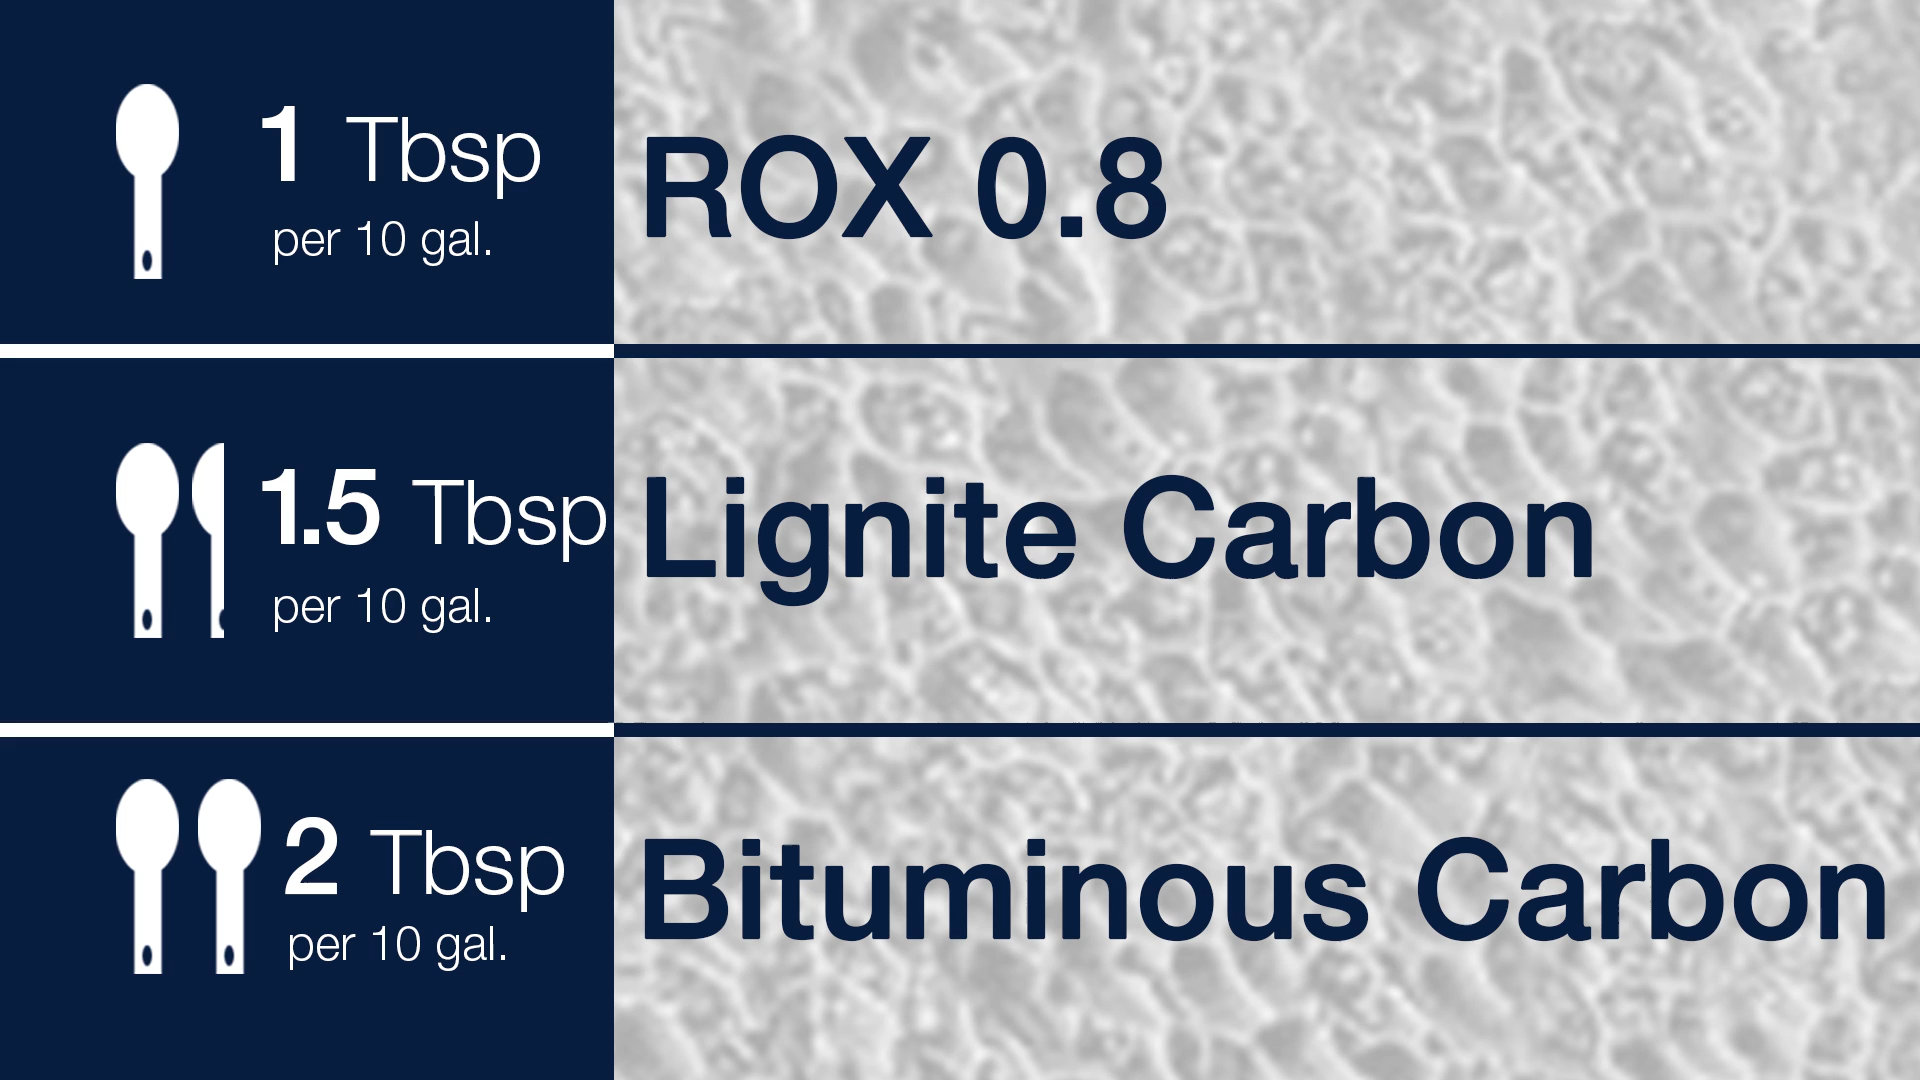 1 Tbsp
per 10 gal.
ROX 0.8
1.5 Tbsp
per 10 gal.
Lignite Carbon
2 Tbsp
per 10 gal.
Bituminous Carbon